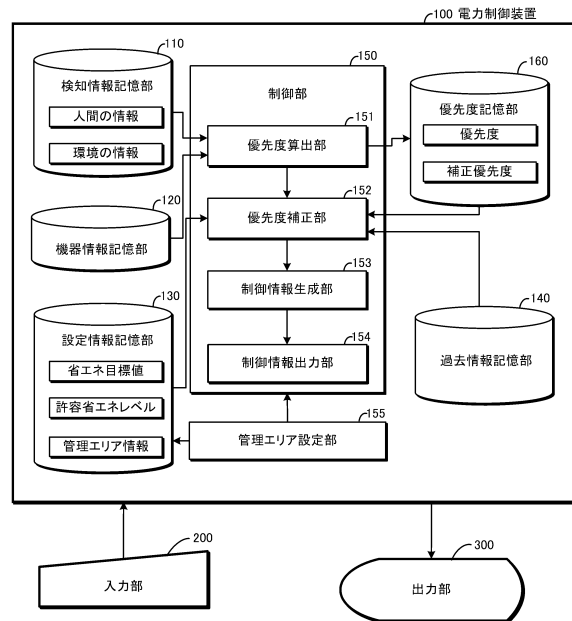 100 電力制御装置
110
検知情報記憶部
人間の情報
環境の情報
120
機器情報記憶部
130
設定情報記憶部
省エネ目標値
許容省エネレベル
管理エリア情報
150
制御部
151
優先度算出部
152
優先度補正部
153
制御情報生成部
154
制御情報出力部
155
管理エリア設定部
160
優先度記憶部
優先度
補正優先度
140
過去情報記憶部
200
入力部
300
出力部